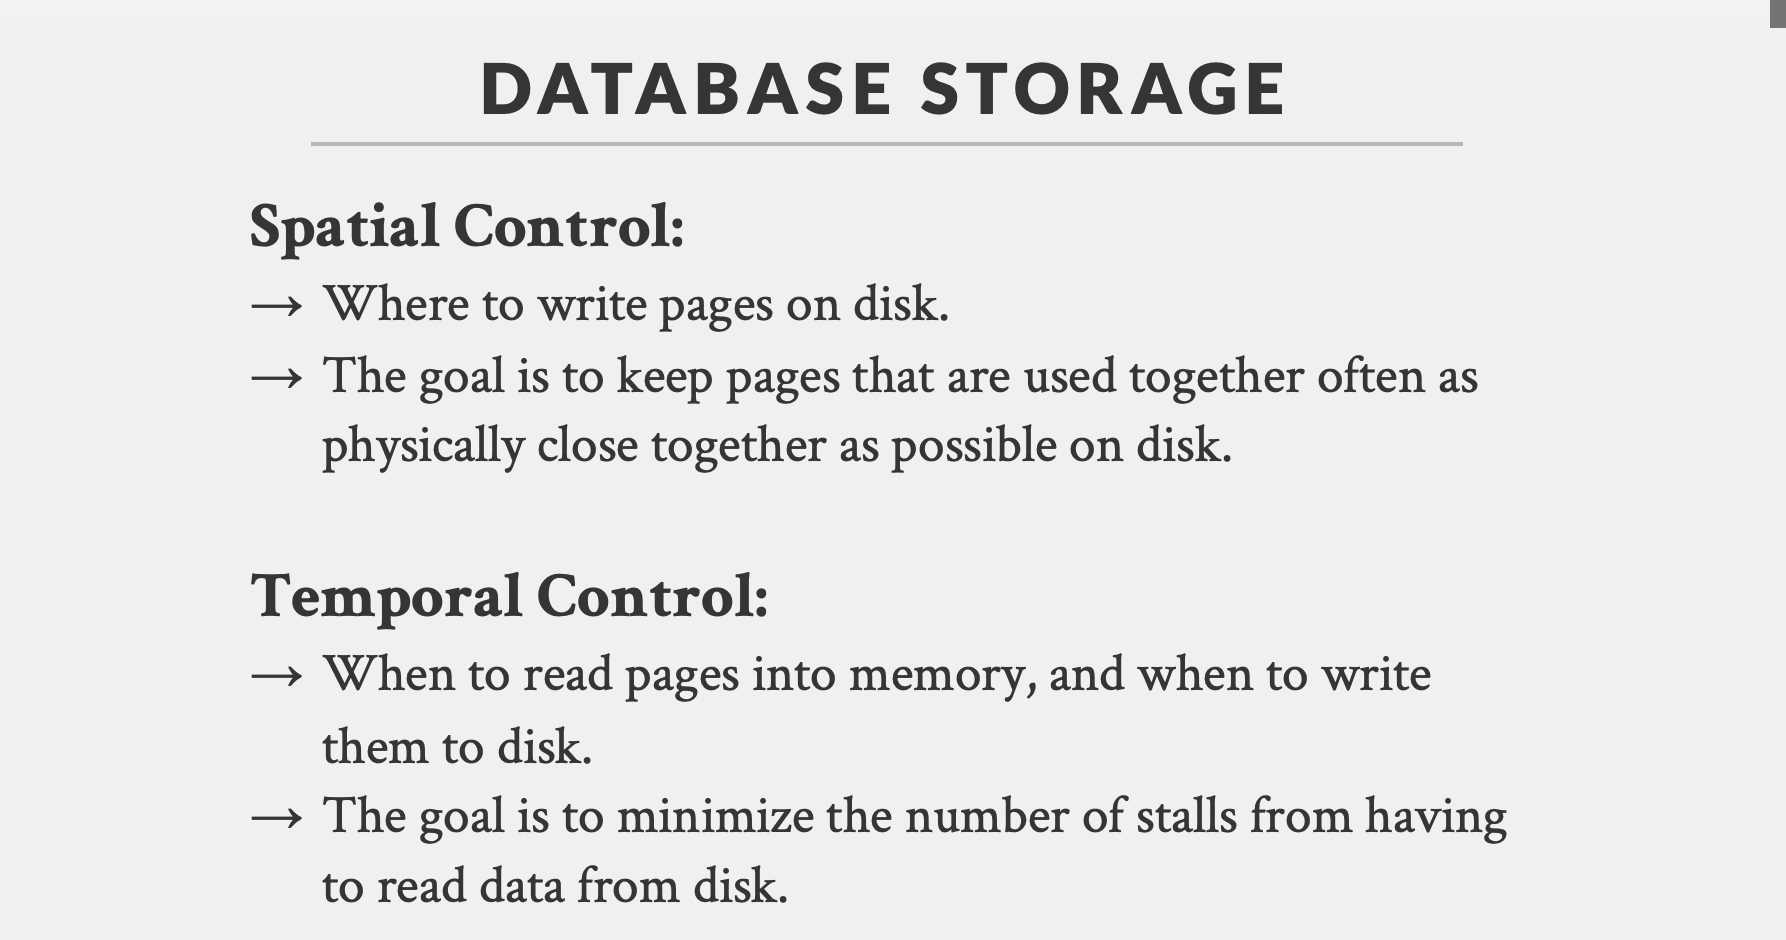 DATABASE STORAGE
Spatial Control:
→ Where to write pages on disk.
→ The goal is to keep pages that are used together often as
physically close together as possible on disk.
Temporal Control:
→ When to read pages into memory, and when to write
them to disk.
→ The goal is to minimize the number of stalls from having
to read data from disk.